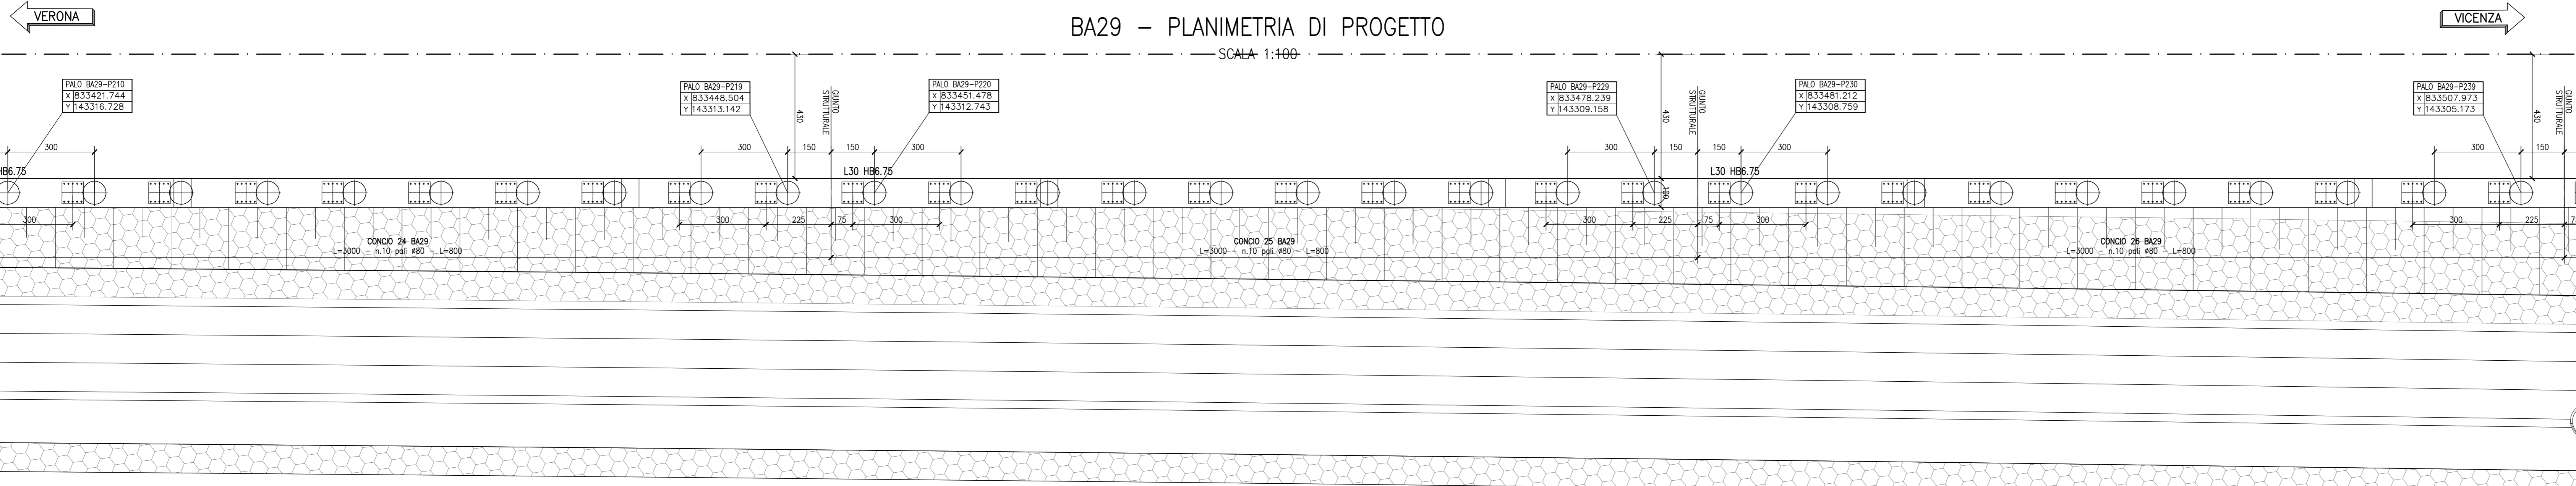 VERONA
BA29 – PLANIMETRIA DI PROGETTO
VICENZA
SCALA 1:100
PALO BA29-P210
X 833421.744
Y 143316.728
PALO BA29-P219
X 833448.504
Y 143313.142
PALO BA29-P220
X 833451.478
Y 143312.743
PALO BA29-P229
X 833478.239
Y 143309.158
PALO BA29-P230
X 833481.212
Y 143308.759
PALO BA29-P239
X 833507.973
Y 143305.173
430
GIUNTO
STRUTTURALE
430
GIUNTO
STRUTTURALE
430
GIUNTO
STRUTTURALE
300
300
150
150
300
300
150
150
300
300
150
HB6.75
L30 HB6.75
L30 HB6.75
100
300
300
225
75
300
300
225
75
300
300
225
CONCIO 24 BA29
L=3000 – n.10 pali ø80 – L=800
CONCIO 25 BA29
L=3000 – n.10 pali ø80 – L=800
CONCIO 26 BA29
L=3000 – n.10 pali ø80 – L=800